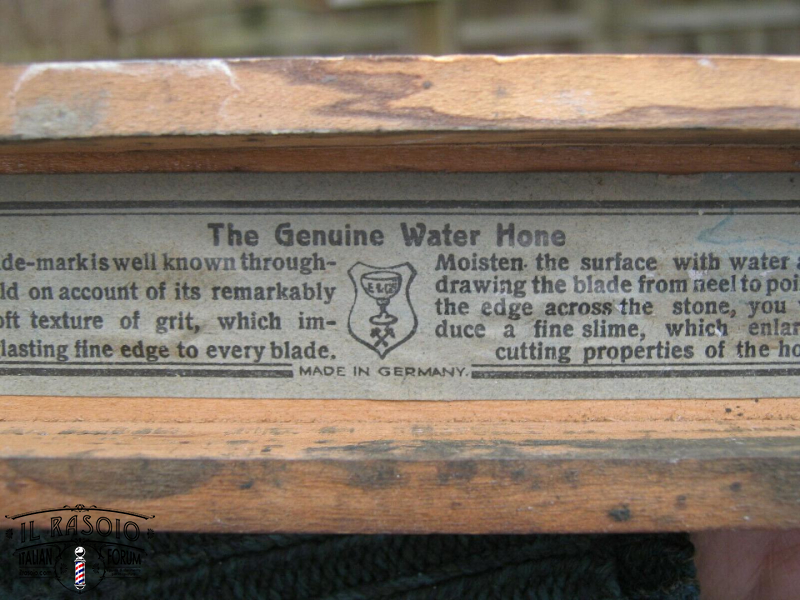 The Genuine Water Hone
de-mark is well known through-
ld on account of its remarkably
oft texture of grit, which im-
lasting fine edge to every blade.
E & Co
Moisten the surface with water a
drawing the blade from neel to poi
the edge across the stone, you
duce a fine slime, which enlar
cutting properties of the ho
MADE IN GERMANY.
IL RASOIO
ITALIAN FORUM